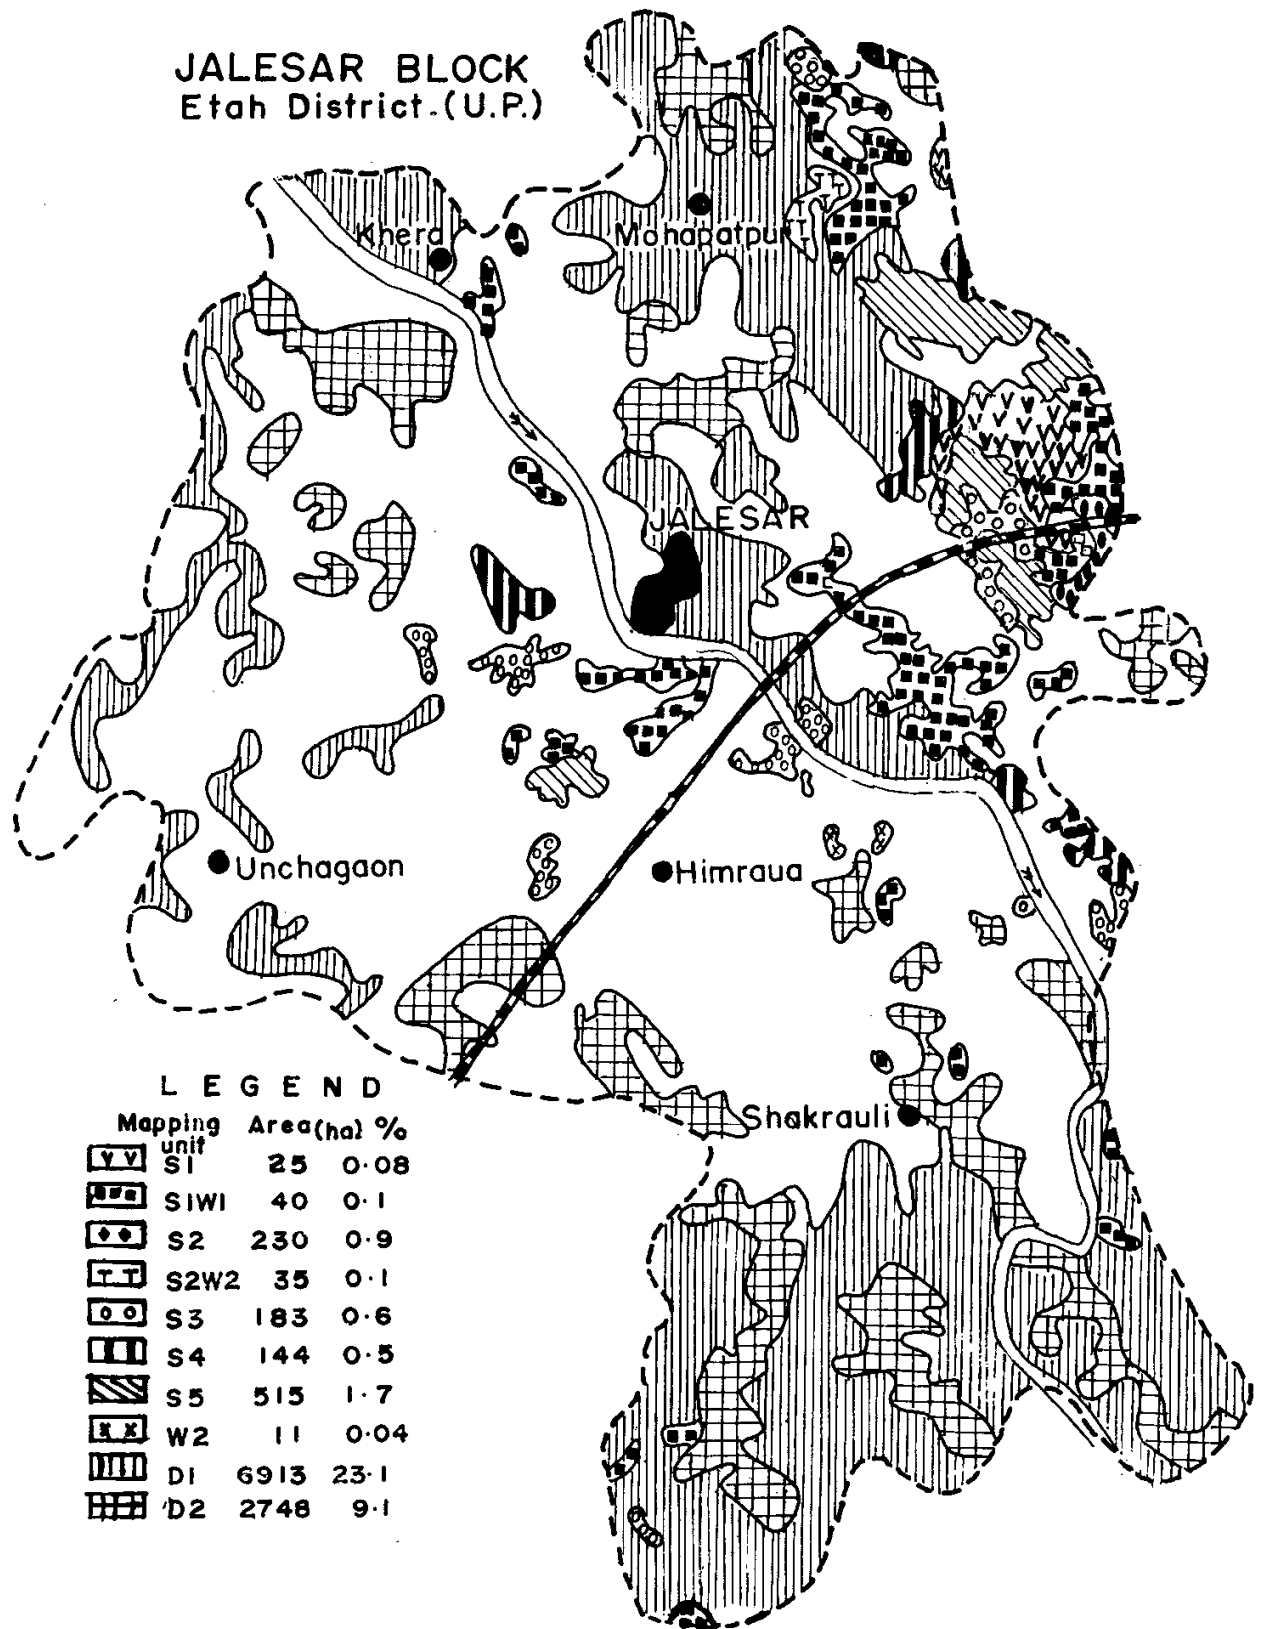 JALESAR BLOCK
Etah District.(U.P.)
Kherd
Mohapatpur
JALESAR
Unchagaon
Himraua
Shakrauli
LEGEND
Mapping unit Area(ha) %
S1 25 0.08
S1W1 40 0.1
S2 230 0.9
S2W2 35 0.1
S3 183 0.6
S4 144 0.5
S5 515 1.7
W2 11 0.04
D1 6913 23.1
D2 2748 9.1